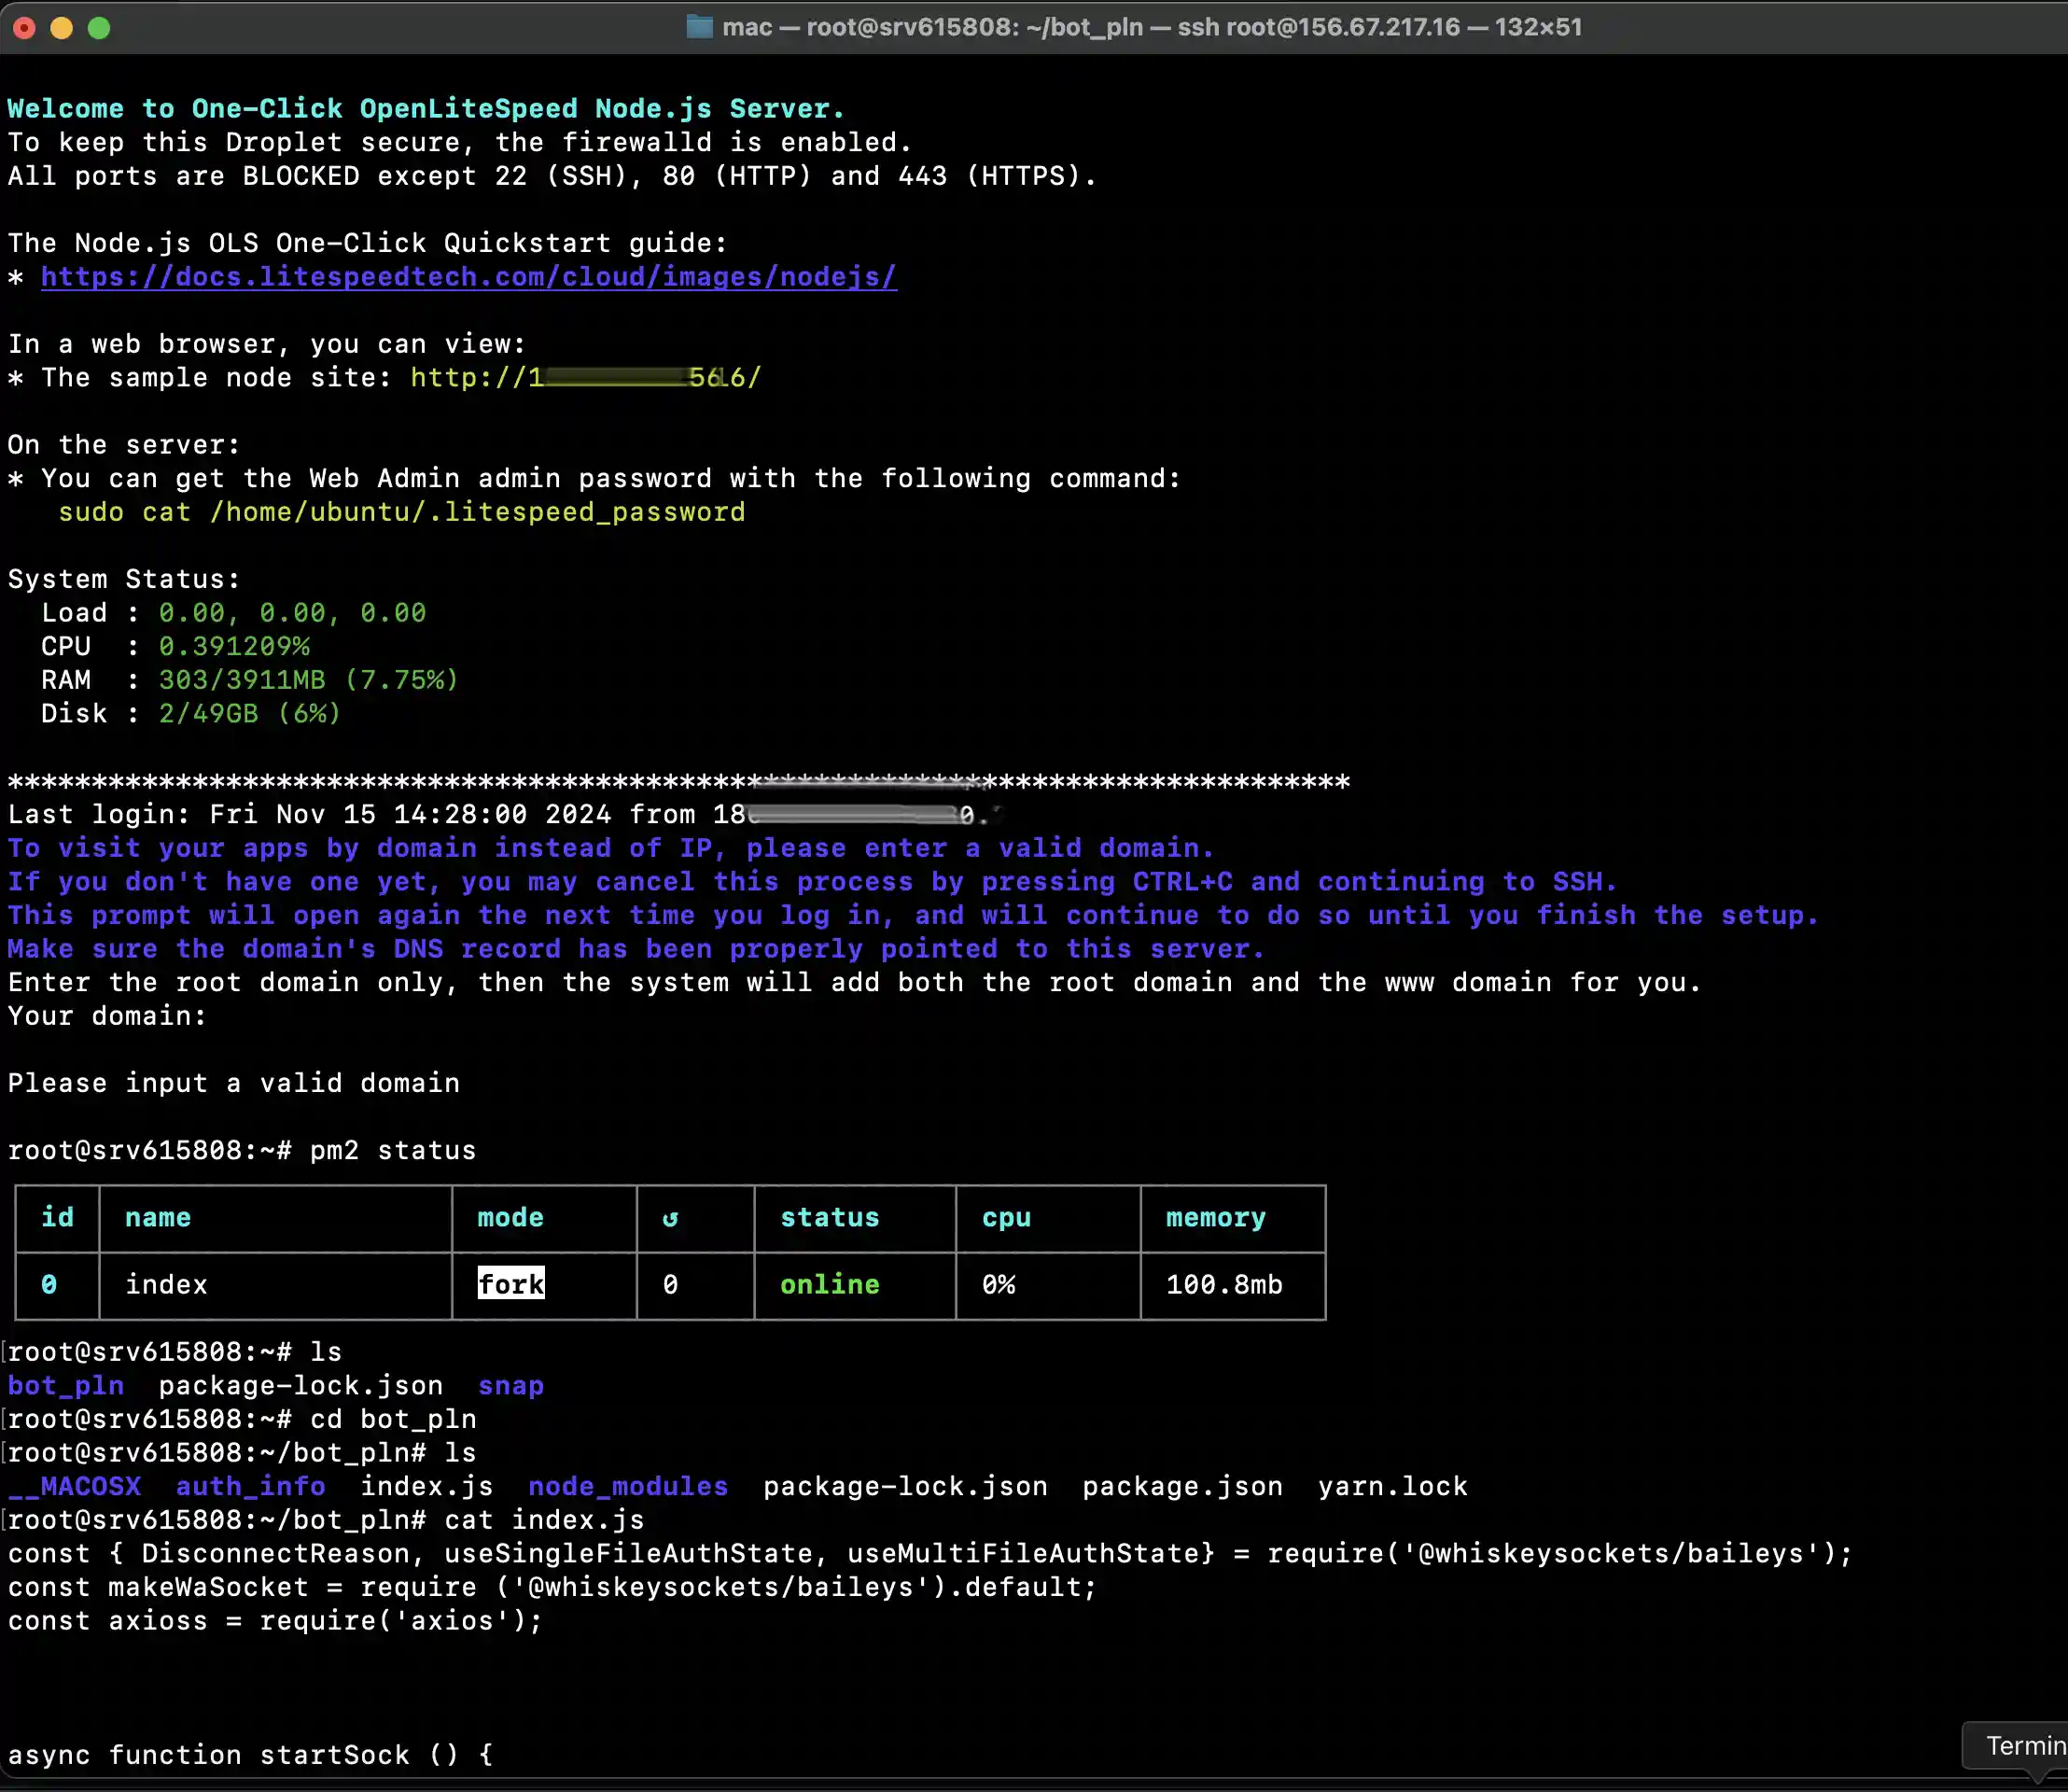 mac — root@srv615808: ~/bot_pln — ssh root@156.67.217.16 — 132×51
Welcome to One-Click OpenLiteSpeed Node.js Server.
To keep this Droplet secure, the firewalld is enabled.
All ports are BLOCKED except 22 (SSH), 80 (HTTP) and 443 (HTTPS).
The Node.js OLS One-Click Quickstart guide:
* https://docs.litespeedtech.com/cloud/images/nodejs/
In a web browser, you can view:
* The sample node site: http://1
On the server:
* You can get the Web Admin admin password with the following command:
sudo cat /home/ubuntu/.litespeed_password
System Status:
Load : 0.00, 0.00, 0.00
CPU : 0.391209%
RAM : 303/3911MB (7.75%)
Disk : 2/49GB (6%)
********************************************************************************
Last login: Fri Nov 15 14:28:00 2024 from 18
To visit your apps by domain instead of IP, please enter a valid domain.
If you don't have one yet, you may cancel this process by pressing CTRL+C and continuing to SSH.
This prompt will open again the next time you log in, and will continue to do so until you finish the setup.
Make sure the domain's DNS record has been properly pointed to this server.
Enter the root domain only, then the system will add both the root domain and the www domain for you.
Your domain:
Please input a valid domain
root@srv615808:~# pm2 status
id name mode ↺ status cpu memory
0 index fork 0 online 0% 100.8mb
[root@srv615808:~# ls
bot_pln package-lock.json snap
[root@srv615808:~# cd bot_pln
[root@srv615808:~/bot_pln# ls
__MACOSX auth_info index.js node_modules package-lock.json package.json yarn.lock
[root@srv615808:~/bot_pln# cat index.js
const { DisconnectReason, useSingleFileAuthState, useMultiFileAuthState} = require('@whiskeysockets/baileys');
const makeWaSocket = require ('@whiskeysockets/baileys').default;
const axioss = require('axios');
async function startSock () {
Termin